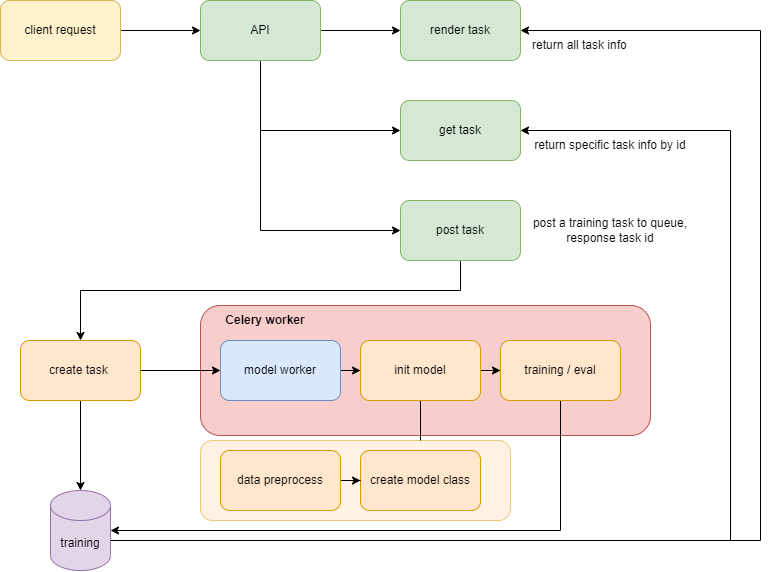 client request
API
render task
return all task info
get task
return specific task info by id
post task
post a training task to queue,
response task id
Celery worker
create task
model worker
init model
training / eval
data preprocess
create model class
training